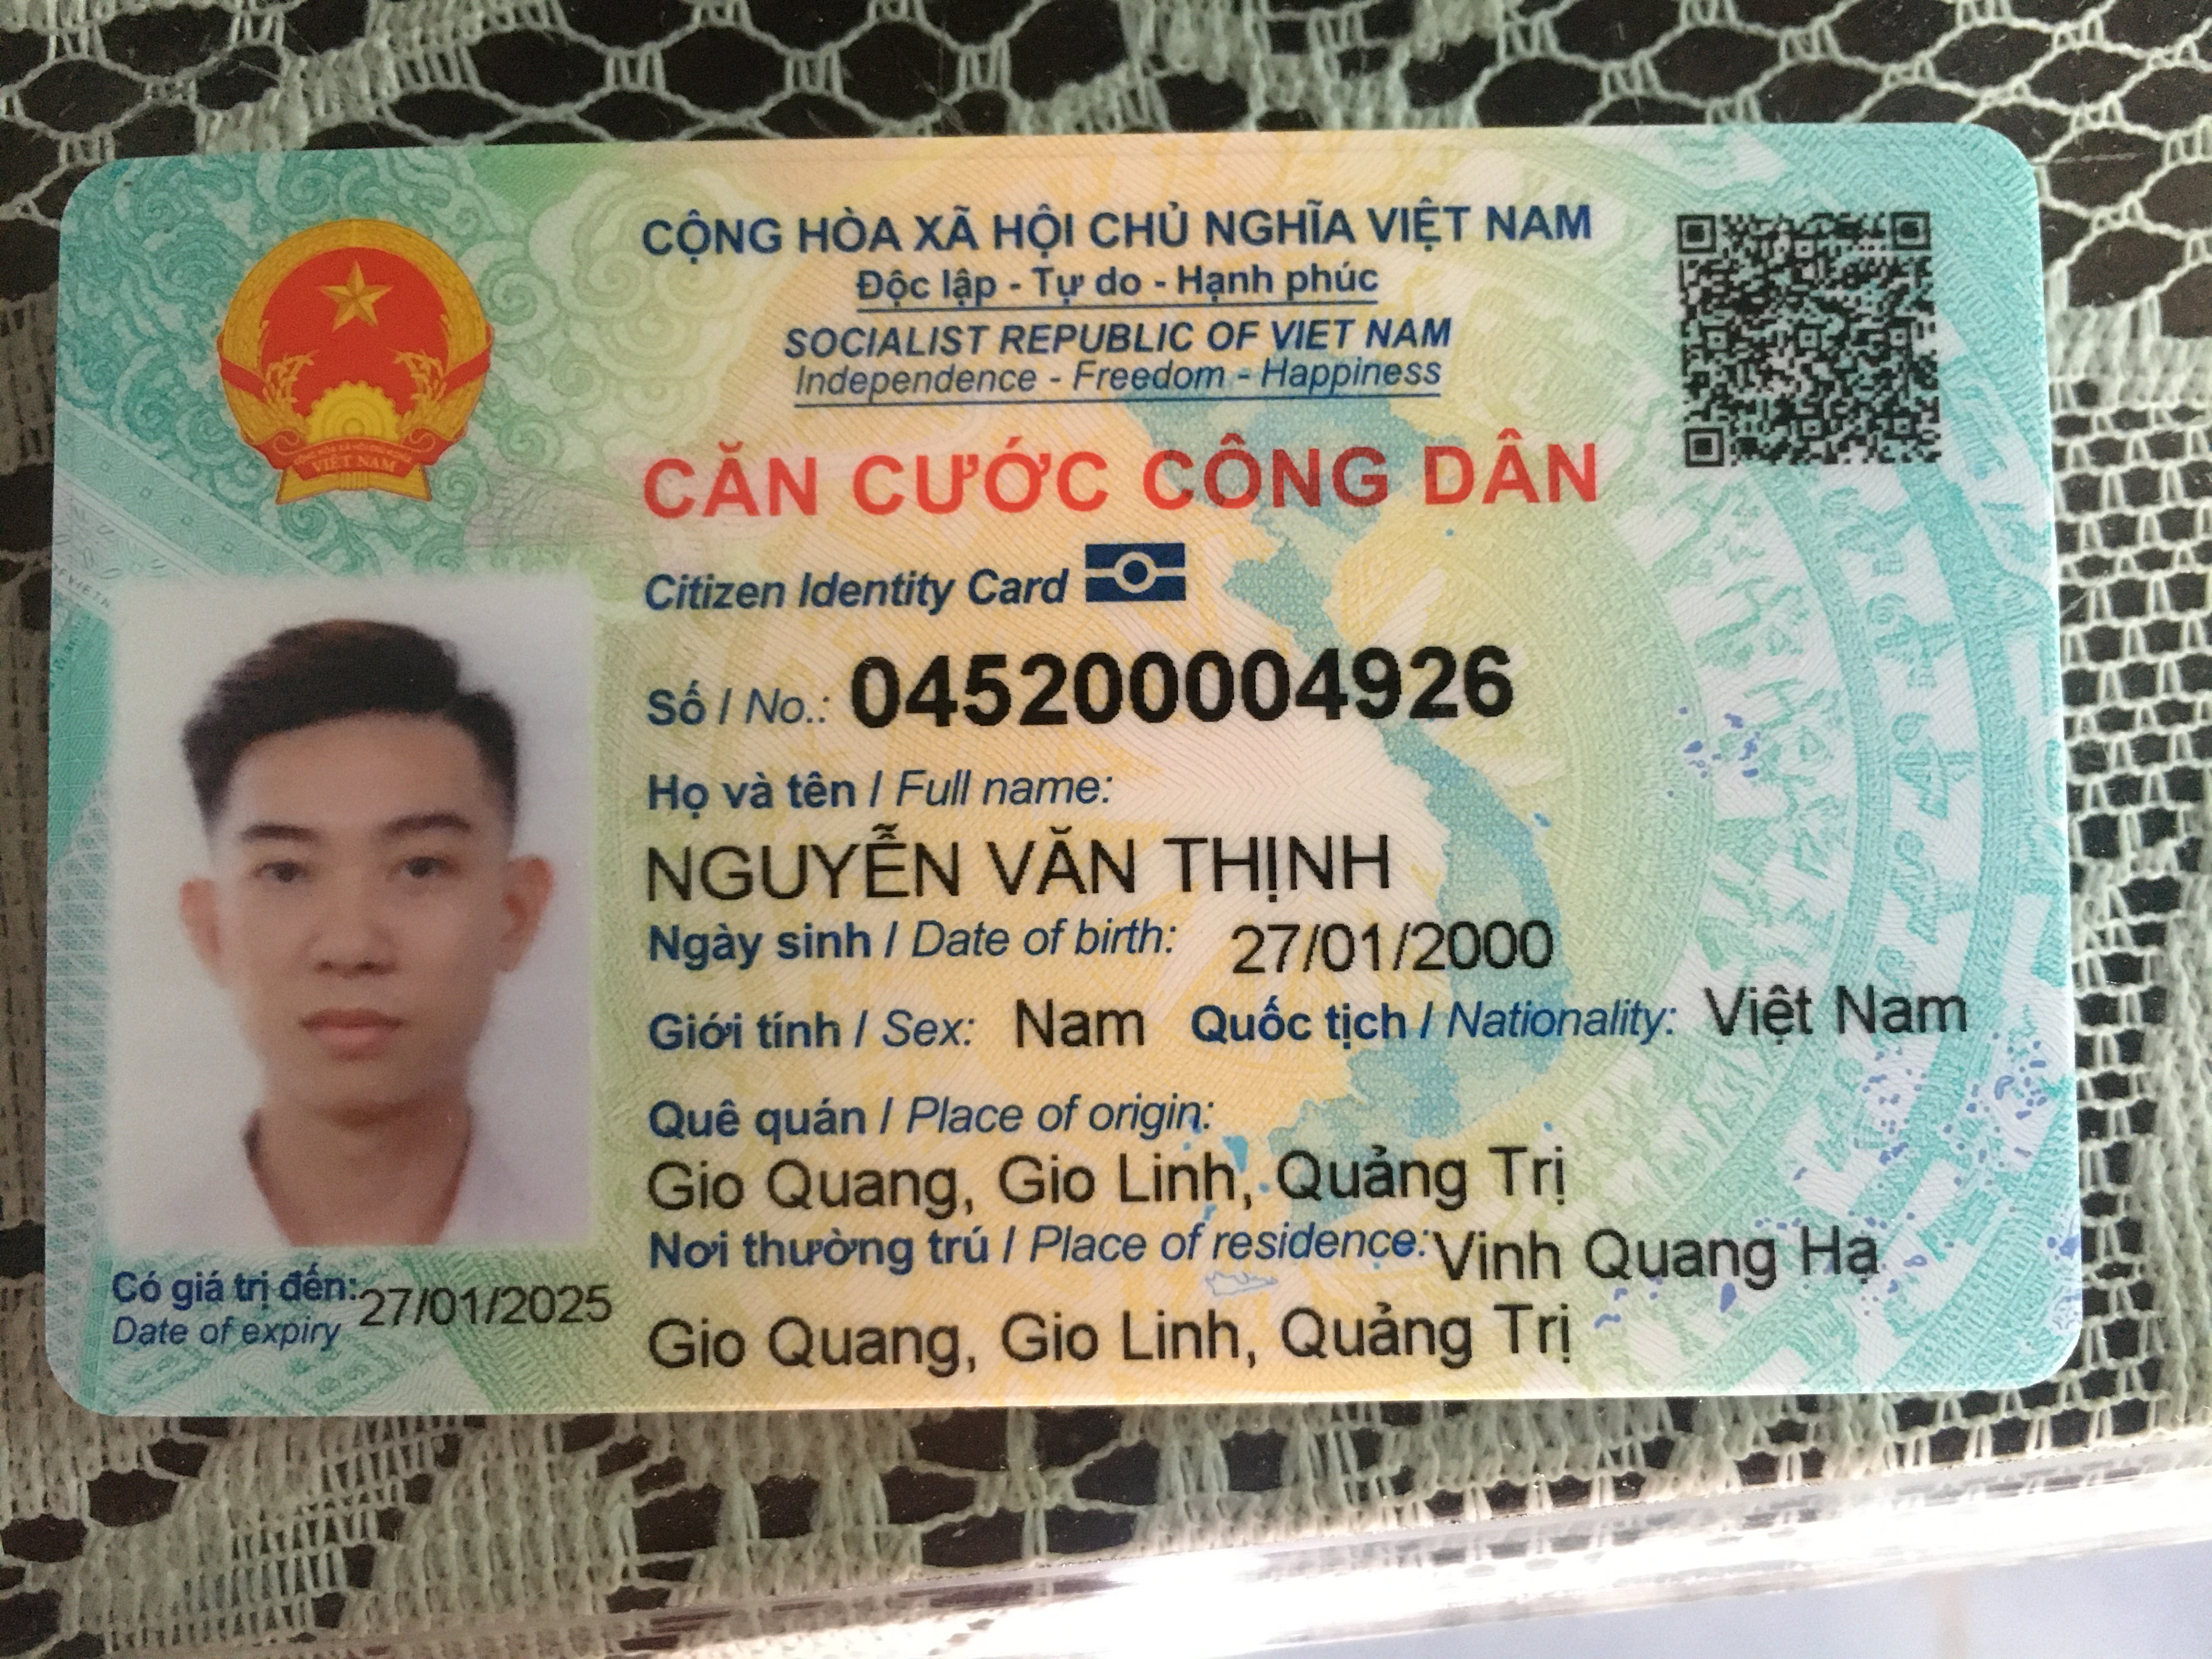 CỘNG HÒA XÃ HỘI CHỦ NGHĨA VIỆT NAM
Độc lập - Tự do - Hạnh phúc
SOCIALIST REPUBLIC OF VIET NAM
Independence - Freedom - Happiness
CĂN CƯỚC CÔNG DÂN
Citizen Identity Card
Số / No.: 045200004926
Họ và tên / Full name:
NGUYỄN VĂN THỊNH
Ngày sinh / Date of birth: 27/01/2000
Giới tính / Sex: Nam Quốc tịch / Nationality: Việt Nam
Quê quán / Place of origin:
Gio Quang, Gio Linh, Quảng Trị
Nơi thường trú / Place of residence: Vinh Quang Hạ
Gio Quang, Gio Linh, Quảng Trị
Có giá trị đến: 27/01/2025
Date of expiry
VIỆT NAM